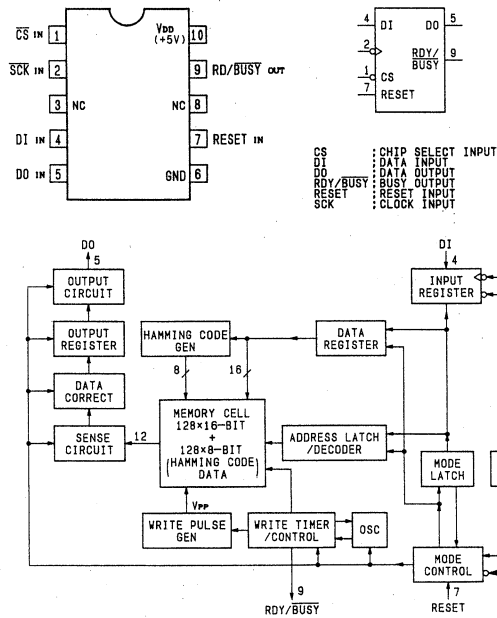 CS IN 1
VDD 10
(+5V)
SCK IN 2
9 RD/BUSY OUT
3 NC
NC 8
DI IN 4
7 RESET IN
DO IN 5
GND 6
4 DI DO 5
2
RDY/ 9
BUSY
1 CS
7 RESET
CS : CHIP SELECT INPUT
DI : DATA INPUT
DO : DATA OUTPUT
RDY/BUSY : BUSY OUTPUT
RESET : RESET INPUT
SCK : CLOCK INPUT
DO
5
DI
4
OUTPUT
CIRCUIT
INPUT
REGISTER
OUTPUT
REGISTER
HAMMING CODE
GEN
DATA
REGISTER
8
16
DATA
CORRECT
MEMORY CELL
128×16-BIT
+
128×8-BIT
(HAMMING CODE)
DATA
SENSE
CIRCUIT
12
ADDRESS LATCH
/DECODER
MODE
LATCH
VPP
WRITE PULSE
GEN
WRITE TIMER
/CONTROL
OSC
MODE
CONTROL
9
RDY/BUSY
7
RESET